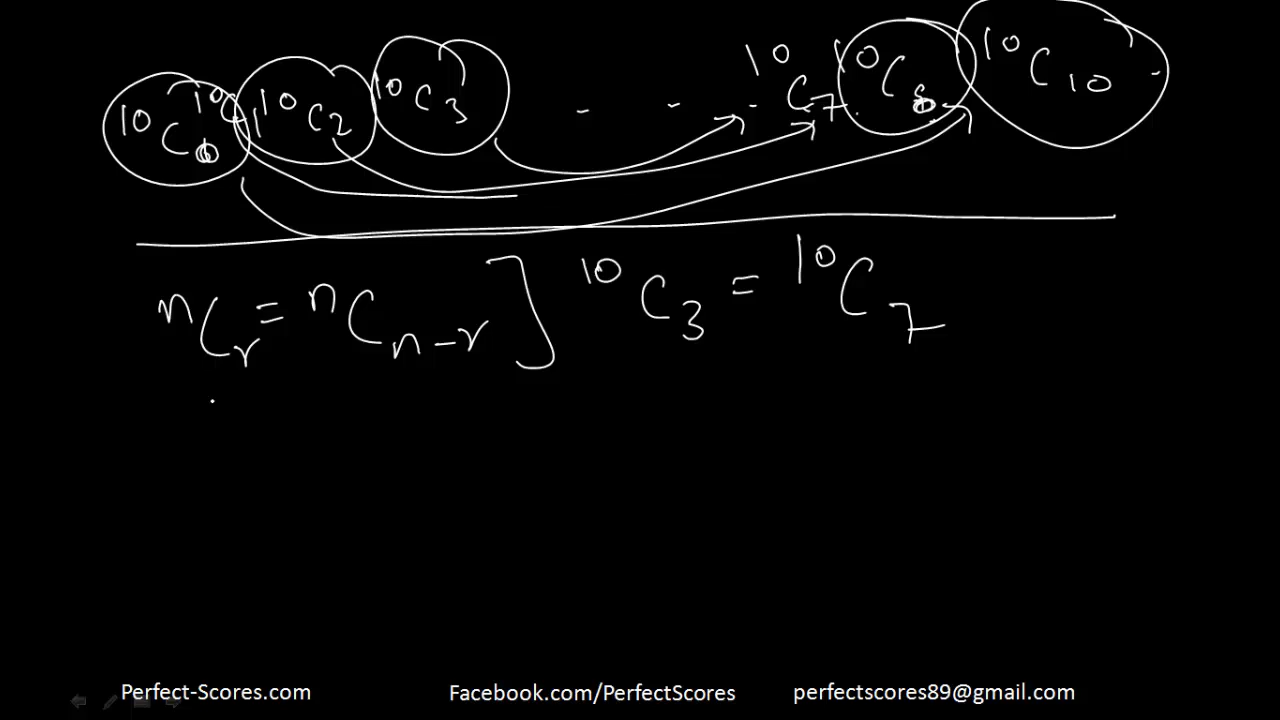 ¹⁰C₀ ¹⁰C₁ ¹⁰C₂ ¹⁰C₃ - - - ¹⁰C₇ ¹⁰C₈ ¹⁰C₁₀
ⁿCᵣ = ⁿCₙ₋ᵣ ] ¹⁰C₃ = ¹⁰C₇
Perfect-Scores.com Facebook.com/PerfectScores perfectscores89@gmail.com